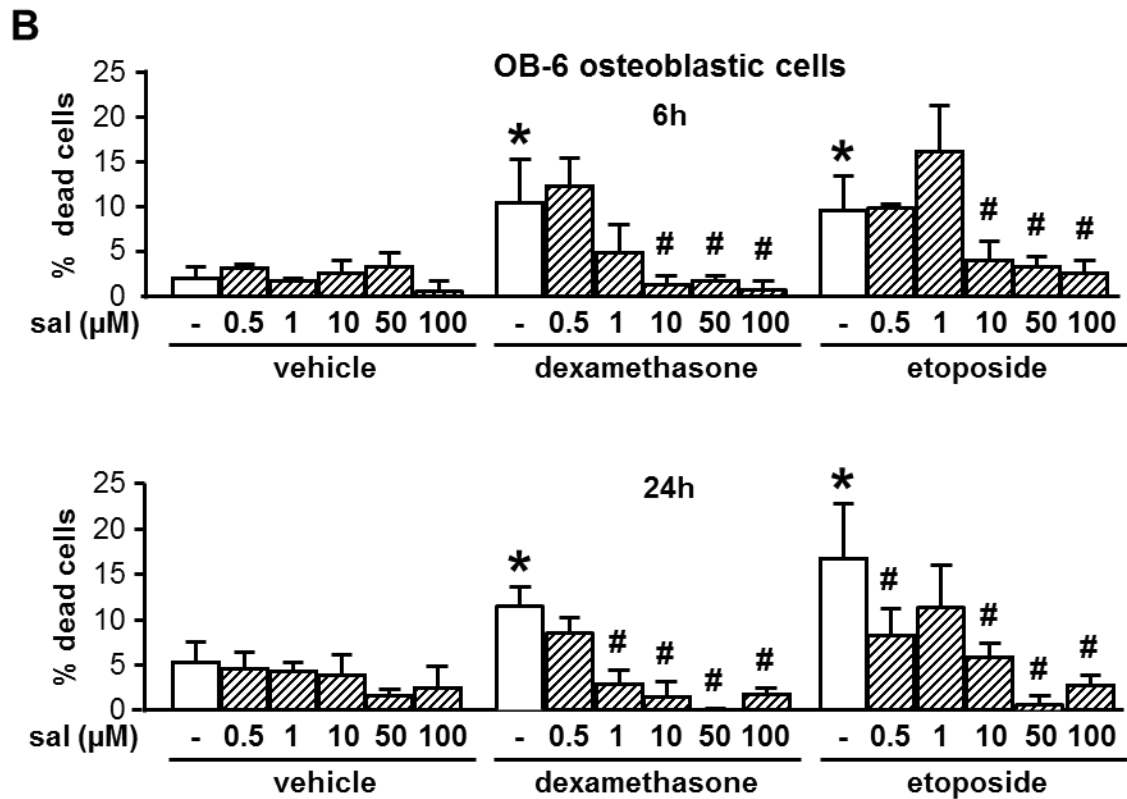 B
OB-6 osteoblastic cells
6h
% dead cells
25
20
15
10
5
0
* * # # # # # #
sal (µM) - 0.5 1 10 50 100 - 0.5 1 10 50 100 - 0.5 1 10 50 100
vehicle dexamethasone etoposide
24h
% dead cells
25
20
15
10
5
0
* # # # # * # # # #
sal (µM) - 0.5 1 10 50 100 - 0.5 1 10 50 100 - 0.5 1 10 50 100
vehicle dexamethasone etoposide